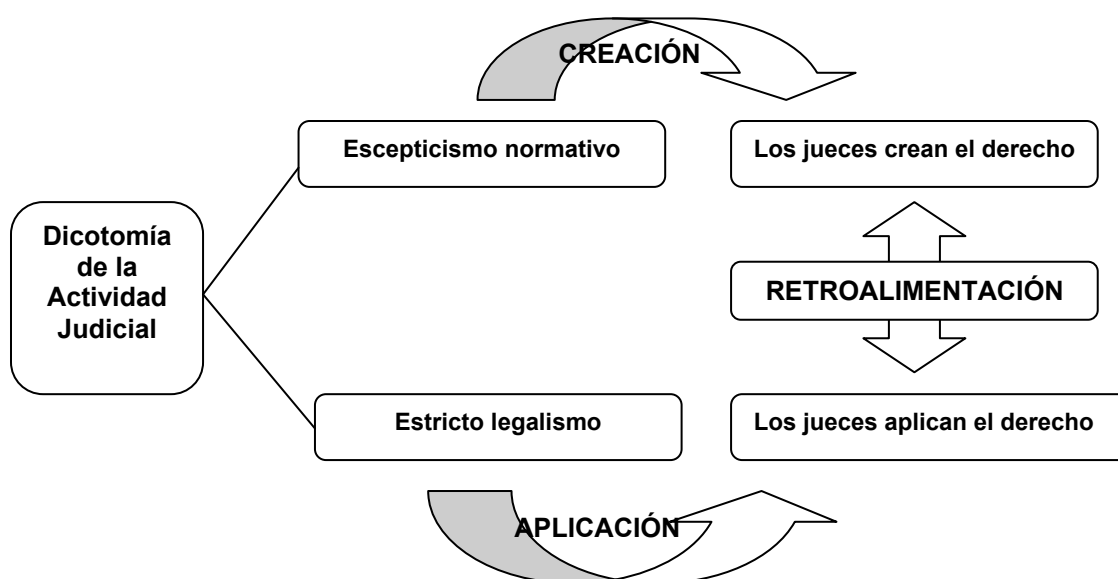 CREACIÓN
Escepticismo normativo
Los jueces crean el derecho
Dicotomía
de la
Actividad
Judicial
RETROALIMENTACIÓN
Estricto legalismo
Los jueces aplican el derecho
APLICACIÓN